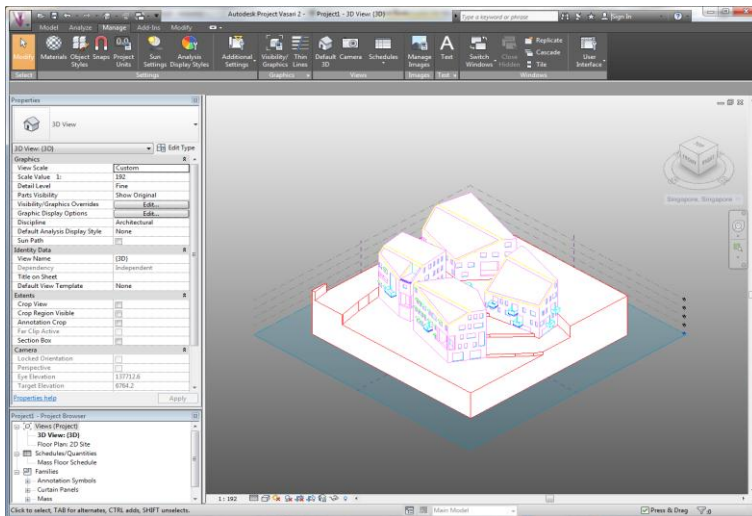 Autodesk Project Vasari 2 - Project1 - 3D View: {3D}
Type a keyword or phrase
Sign In
Model Analyze Manage Add-Ins Modify
Modify
Materials
Object Styles
Snaps
Project Units
Sun Settings
Analysis Display Styles
Additional Settings
Visibility/ Graphics
Thin Lines
Default 3D
Camera
Schedules
Manage Images
Text
Switch Windows
Close Hidden
Replicate
Cascade
Tile
User Interface
Select
Settings
Graphics
Views
Images
Text
Windows
Properties
3D View
3D View: {3D}
Edit Type
Graphics
View Scale Custom
Scale Value 1: 192
Detail Level Fine
Parts Visibility Show Original
Visibility/Graphics Overrides Edit...
Graphic Display Options Edit...
Discipline Architectural
Default Analysis Display Style None
Sun Path
Identity Data
View Name {3D}
Dependency Independent
Title on Sheet
Default View Template None
Extents
Crop View
Crop Region Visible
Annotation Crop
Far Clip Active
Section Box
Camera
Locked Orientation
Perspective
Eye Elevation 137712.6
Target Elevation 6764.2
Properties help
Apply
TOP
FRONT
RIGHT
Singapore, Singapore
Project1 - Project Browser
Views (Project)
3D View: {3D}
Floor Plan: 2D Site
Schedules/Quantities
Mass Floor Schedule
Families
Annotation Symbols
Curtain Panels
Mass
1 : 192
Click to select, TAB for alternates, CTRL adds, SHIFT unselects.
Main Model
Press & Drag
:0